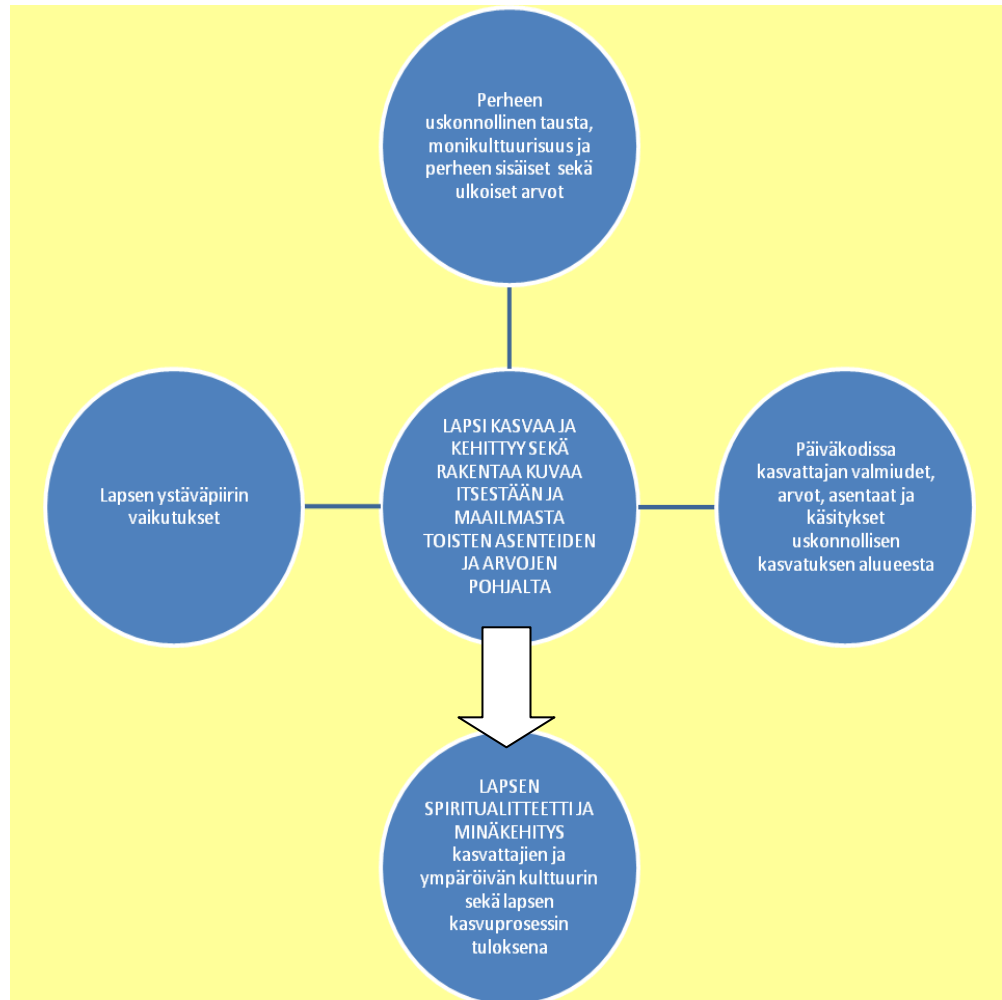 Perheen
uskonnollinen tausta,
monikulttuurisuus ja
perheen sisäiset sekä
ulkoiset arvot
Lapsen ystäväpiirin
vaikutukset
LAPSI KASVAA JA
KEHITTYY SEKÄ
RAKENTAA KUVAA
ITSESTÄÄN JA
MAAILMASTA
TOISTEN ASENTEIDEN
JA ARVOJEN
POHJALTA
Päiväkodissa
kasvattajan valmiudet,
arvot, asentaat ja
käsitykset
uskonnollisen
kasvatuksen aluueesta
LAPSEN
SPIRITUALITTEETTI JA
MINÄKEHITYS
kasvattajien ja
ympäröivän kulttuurin
sekä lapsen
kasvuprosessin
tuloksena